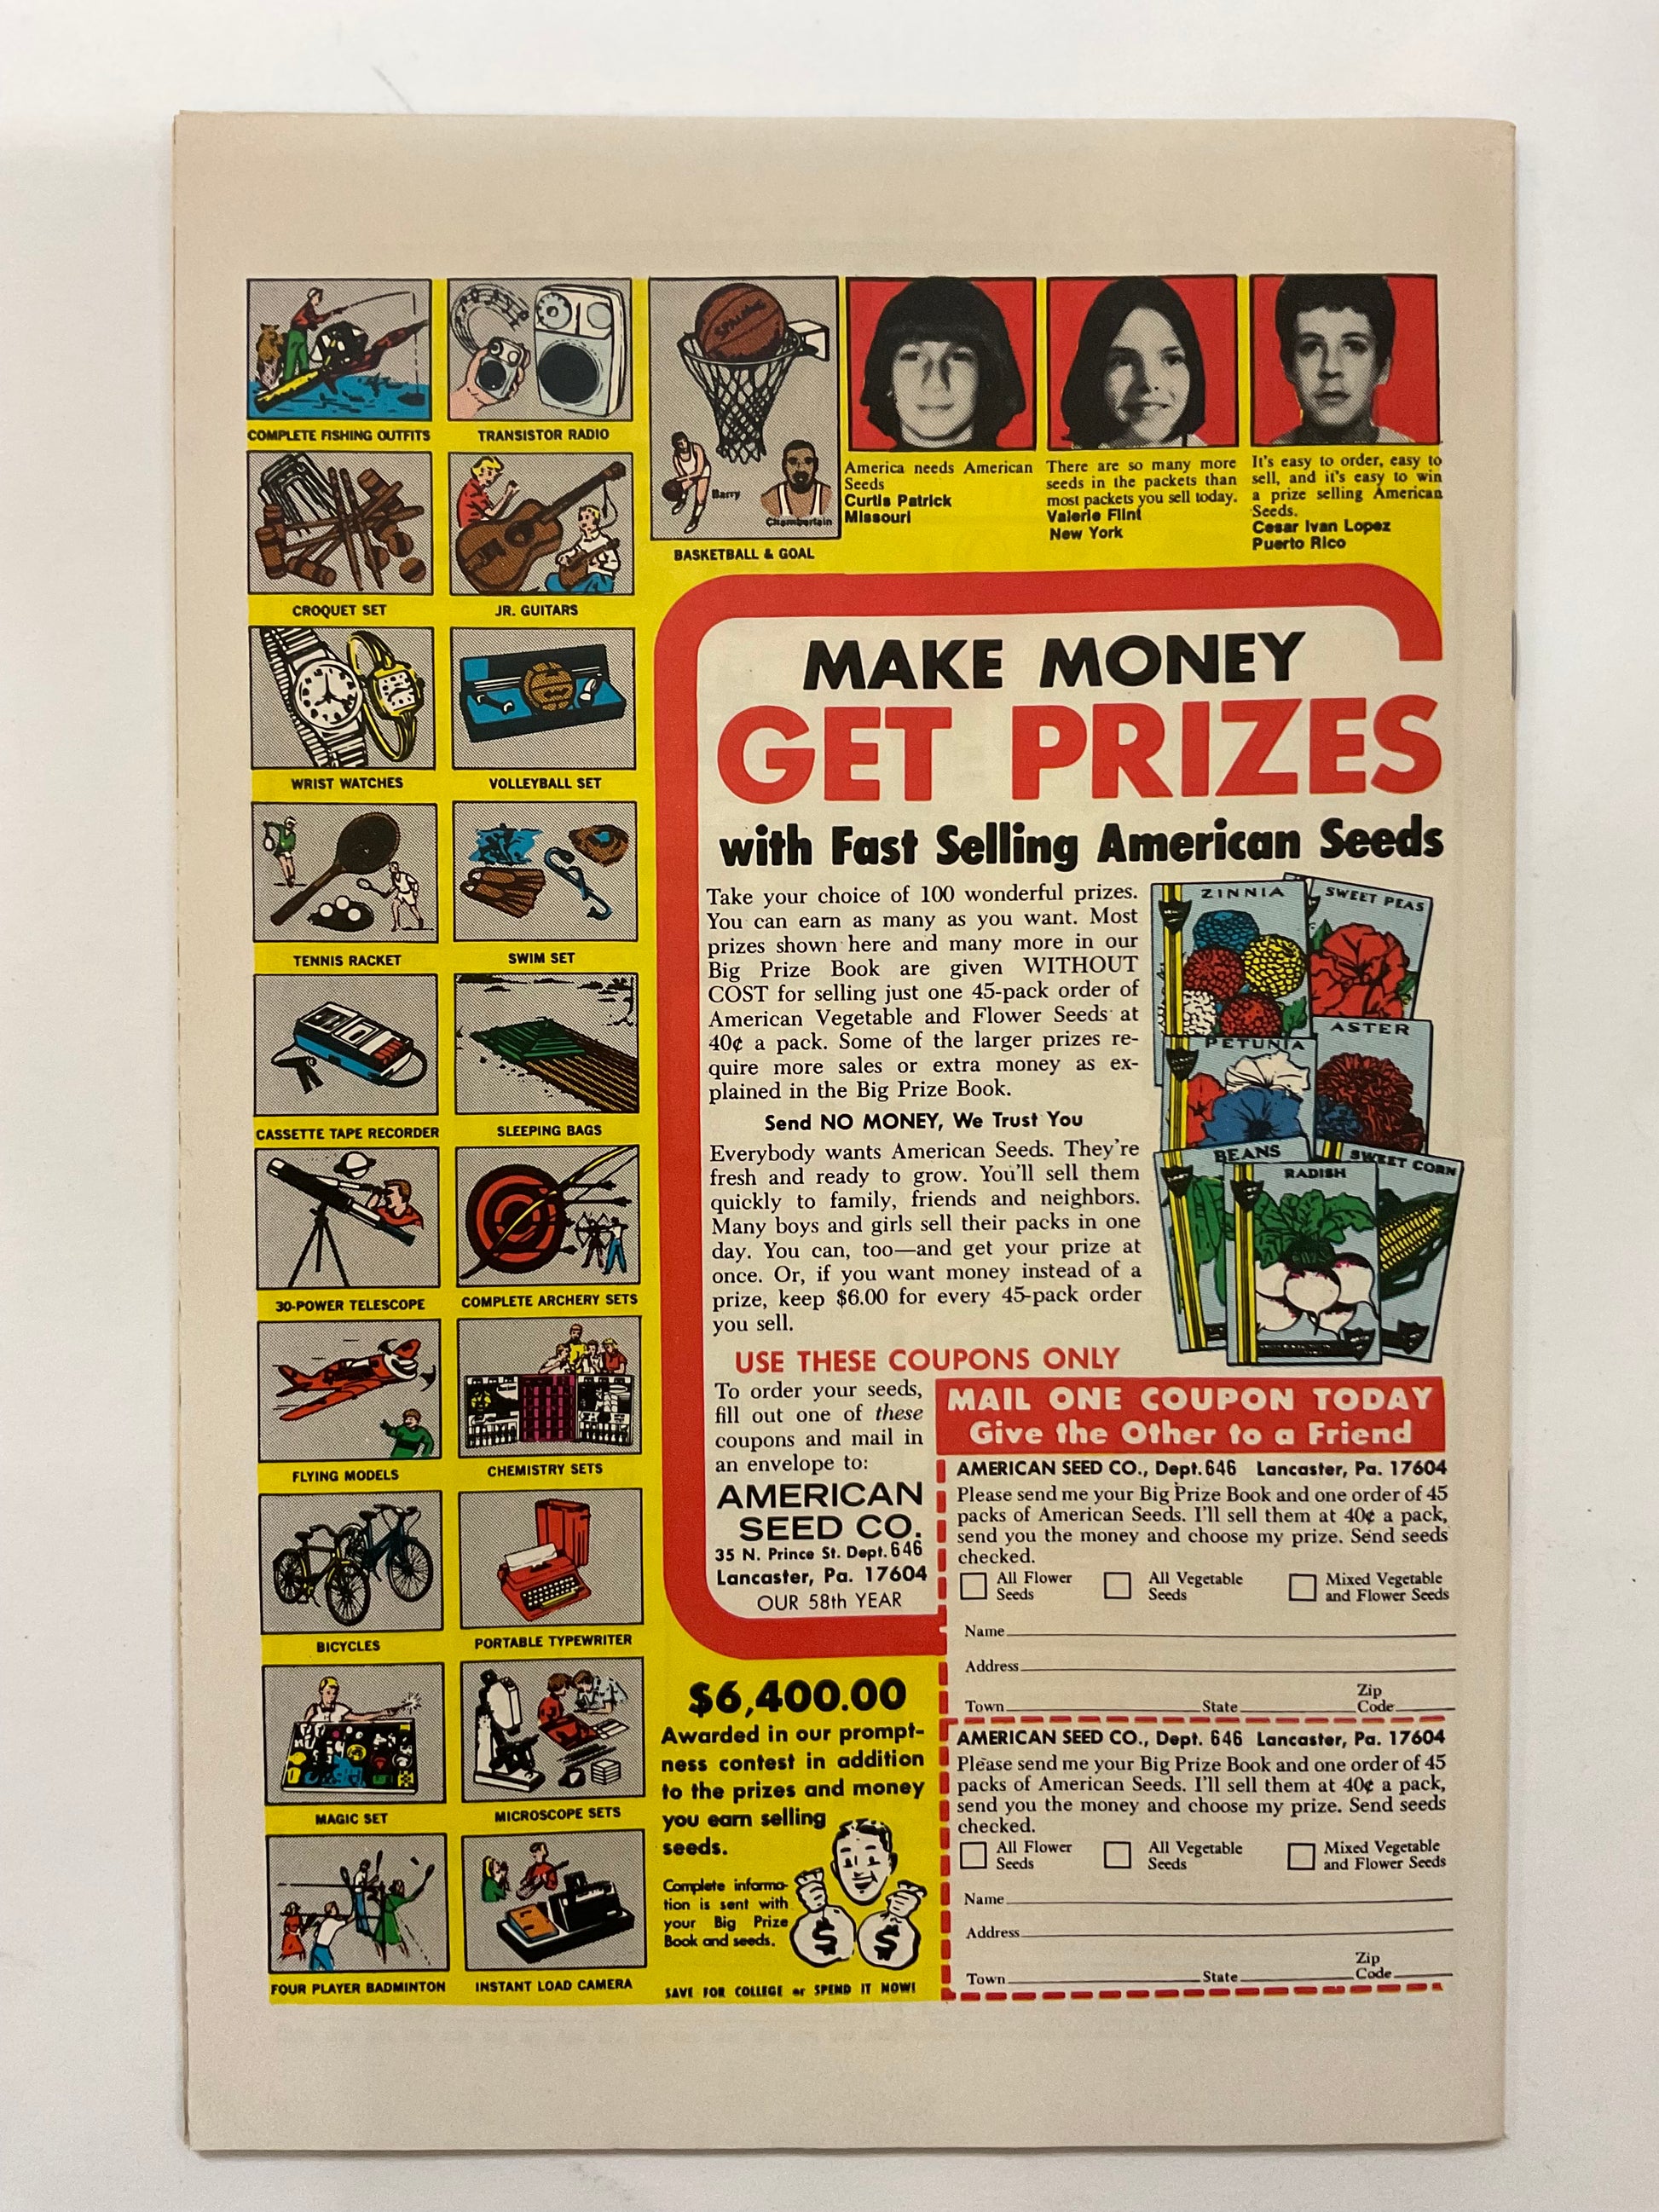 COMPLETE FISHING OUTFITS
TRANSISTOR RADIO
CROQUET SET
JR. GUITARS
WRIST WATCHES
VOLLEYBALL SET
TENNIS RACKET
SWIM SET
CASSETTE TAPE RECORDER
SLEEPING BAGS
30-POWER TELESCOPE
COMPLETE ARCHERY SETS
FLYING MODELS
CHEMISTRY SETS
BICYCLES
PORTABLE TYPEWRITER
MAGIC SET
MICROSCOPE SETS
FOUR PLAYER BADMINTON
INSTANT LOAD CAMERA
SPALDING
Barry
Chamberlain
BASKETBALL & GOAL
America needs American
Seeds
Curtis Patrick
Missouri
There are so many more
seeds in the packets than
most packets you sell today.
Valerie Flint
New York
It's easy to order, easy to
sell, and it's easy to win
a prize selling American
Seeds.
Cesar Ivan Lopez
Puerto Rico
MAKE MONEY
GET PRIZES
with Fast Selling American Seeds
Take your choice of 100 wonderful prizes.
You can earn as many as you want. Most
prizes shown here and many more in our
Big Prize Book are given WITHOUT
COST for selling just one 45-pack order of
American Vegetable and Flower Seeds at
40¢ a pack. Some of the larger prizes re-
quire more sales or extra money as ex-
plained in the Big Prize Book.
Send NO MONEY, We Trust You
Everybody wants American Seeds. They're
fresh and ready to grow. You'll sell them
quickly to family, friends and neighbors.
Many boys and girls sell their packs in one
day. You can, too—and get your prize at
once. Or, if you want money instead of a
prize, keep $6.00 for every 45-pack order
you sell.
ZINNIA
SWEET PEAS
PETUNIA
ASTER
BEANS
RADISH
SWEET CORN
USE THESE COUPONS ONLY
To order your seeds,
fill out one of these
coupons and mail in
an envelope to:
AMERICAN
SEED CO.
35 N. Prince St. Dept. 646
Lancaster, Pa. 17604
OUR 58th YEAR
MAIL ONE COUPON TODAY
Give the Other to a Friend
AMERICAN SEED CO., Dept. 646 Lancaster, Pa. 17604
Please send me your Big Prize Book and one order of 45
packs of American Seeds. I'll sell them at 40¢ a pack,
send you the money and choose my prize. Send seeds
checked.
All Flower Seeds
All Vegetable Seeds
Mixed Vegetable and Flower Seeds
Name
Address
Town State Zip Code
AMERICAN SEED CO., Dept. 646 Lancaster, Pa. 17604
Please send me your Big Prize Book and one order of 45
packs of American Seeds. I'll sell them at 40¢ a pack,
send you the money and choose my prize. Send seeds
checked.
All Flower Seeds
All Vegetable Seeds
Mixed Vegetable and Flower Seeds
Name
Address
Town State Zip Code
$6,400.00
Awarded in our prompt-
ness contest in addition
to the prizes and money
you earn selling
seeds.
Complete informa-
tion is sent with
your Big Prize
Book and seeds.
$ $
SAVE FOR COLLEGE or SPEND IT NOW!